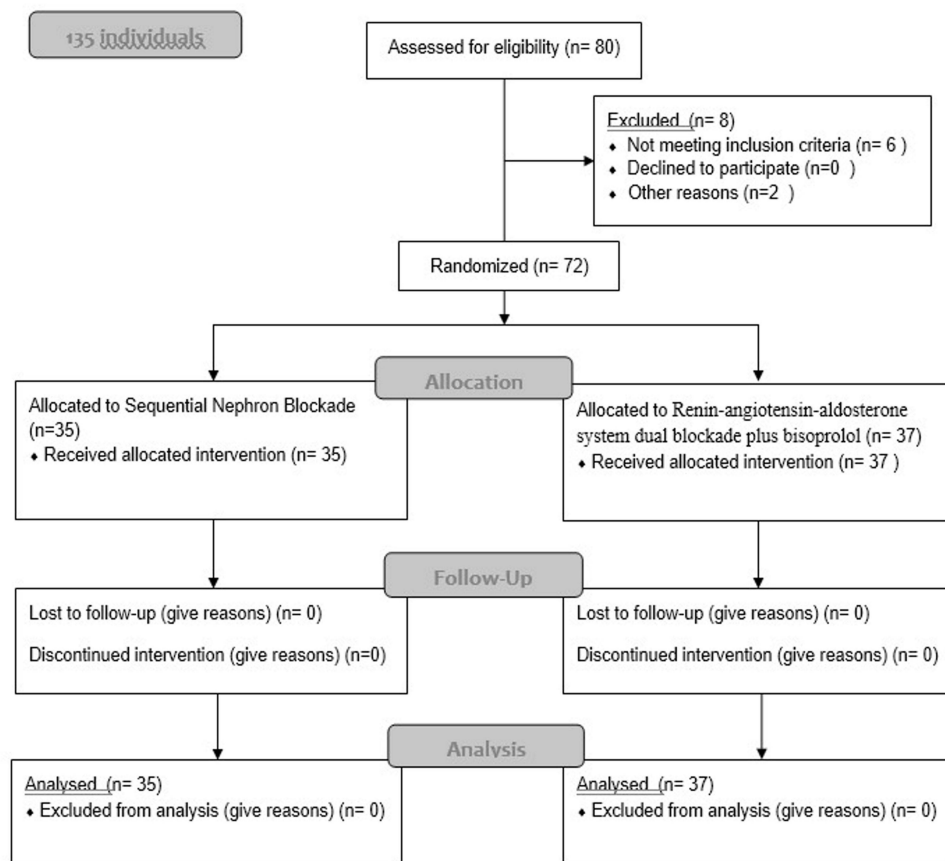 135 individuals
Assessed for eligibility (n= 80)
Excluded (n= 8)
♦ Not meeting inclusion criteria (n= 6 )
♦ Declined to participate (n=0 )
♦ Other reasons (n=2 )
Randomized (n= 72)
Allocation
Allocated to Sequential Nephron Blockade
(n=35)
♦ Received allocated intervention (n= 35)
Allocated to Renin-angiotensin-aldosterone
system dual blockade plus bisoprolol (n= 37)
♦ Received allocated intervention (n= 37 )
Follow-Up
Lost to follow-up (give reasons) (n= 0)
Discontinued intervention (give reasons) (n=0)
Lost to follow-up (give reasons) (n= 0)
Discontinued intervention (give reasons) (n= 0)
Analysis
Analysed (n= 35)
♦ Excluded from analysis (give reasons) (n= 0)
Analysed (n= 37)
♦ Excluded from analysis (give reasons) (n= 0)